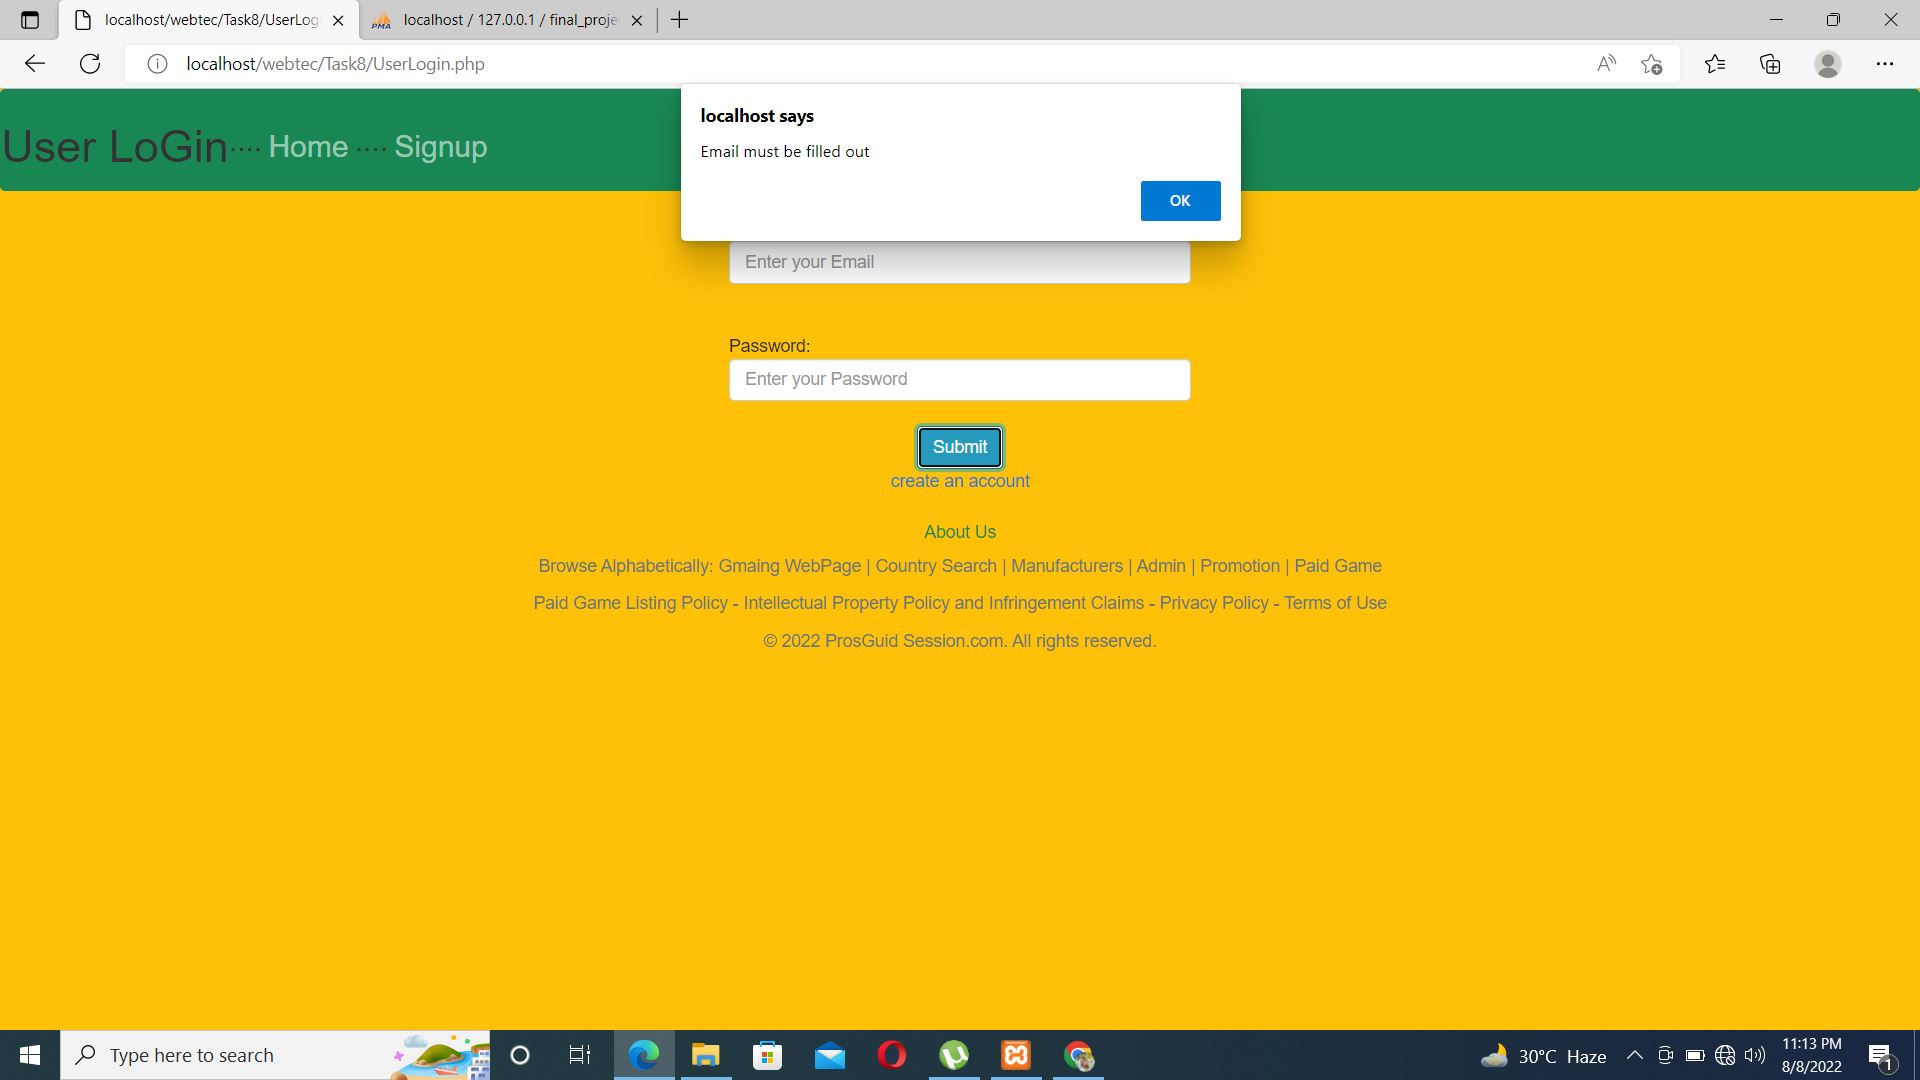 localhost/webtec/Task8/UserLog
localhost / 127.0.0.1 / final_proje
PMA
localhost/webtec/Task8/UserLogin.php
User LoGin···· Home ···· Signup
localhost says
Email must be filled out
OK
Enter your Email
Password:
Enter your Password
Submit
create an account
About Us
Browse Alphabetically: Gmaing WebPage | Country Search | Manufacturers | Admin | Promotion | Paid Game
Paid Game Listing Policy - Intellectual Property Policy and Infringement Claims - Privacy Policy - Terms of Use
© 2022 ProsGuid Session.com. All rights reserved.
Type here to search
30°C Haze
11:13 PM
8/8/2022
1